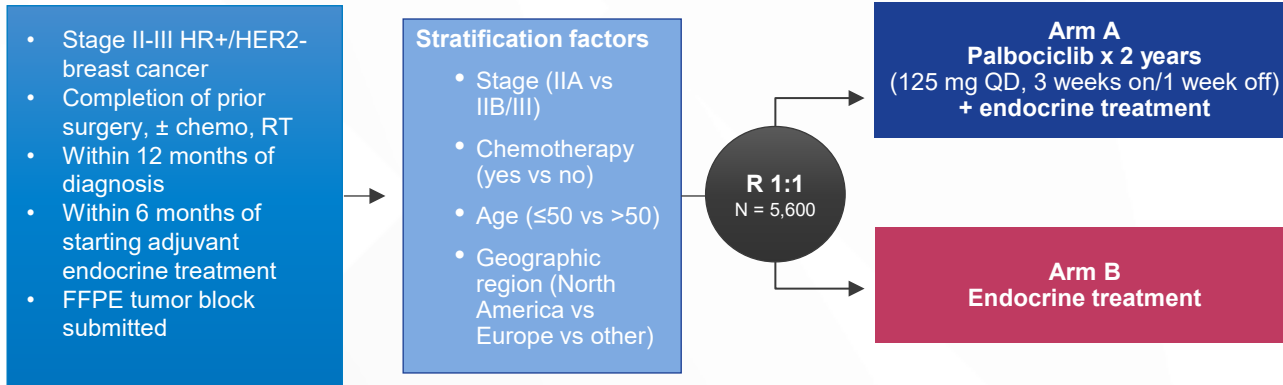 • Stage II-III HR+/HER2-
breast cancer
• Completion of prior
surgery, ± chemo, RT
• Within 12 months of
diagnosis
• Within 6 months of
starting adjuvant
endocrine treatment
• FFPE tumor block
submitted
Stratification factors
• Stage (IIA vs
IIB/III)
• Chemotherapy
(yes vs no)
• Age (≤50 vs >50)
• Geographic
region (North
America vs
Europe vs other)
R 1:1
N = 5,600
Arm A
Palbociclib x 2 years
(125 mg QD, 3 weeks on/1 week off)
+ endocrine treatment
Arm B
Endocrine treatment